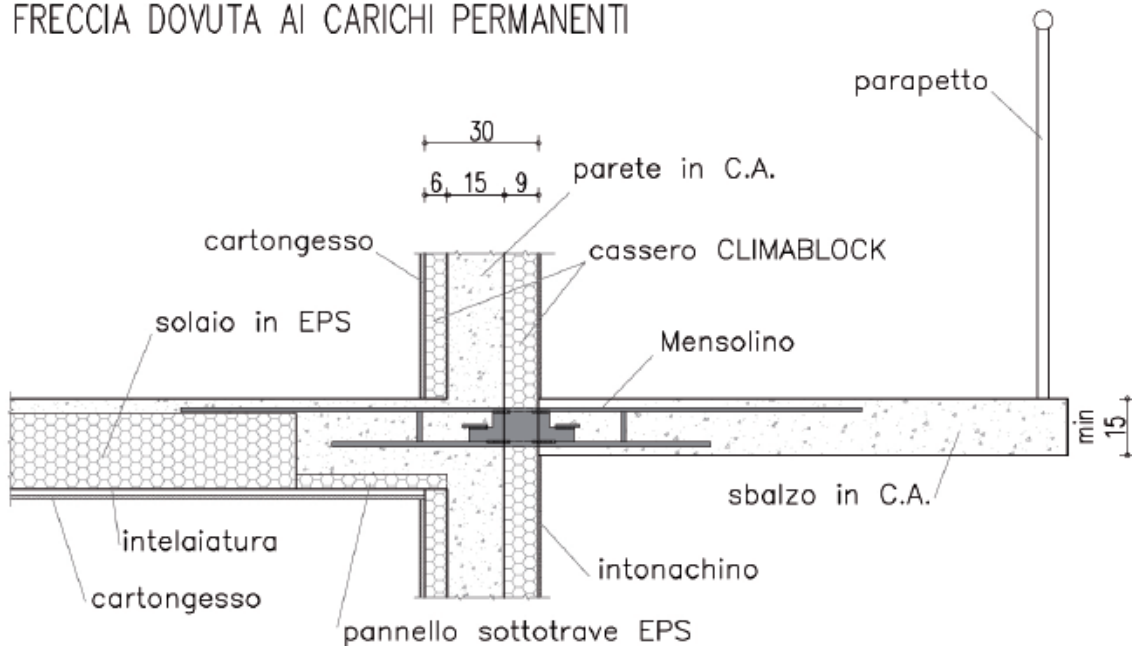 FRECCIA DOVUTA AI CARICHI PERMANENTI
parapetto
30
6 15 9
parete in C.A.
cartongesso
cassero CLIMABLOCK
solaio in EPS
Mensolino
min 15
sbalzo in C.A.
intelaiatura
intonachino
cartongesso
pannello sottotrave EPS